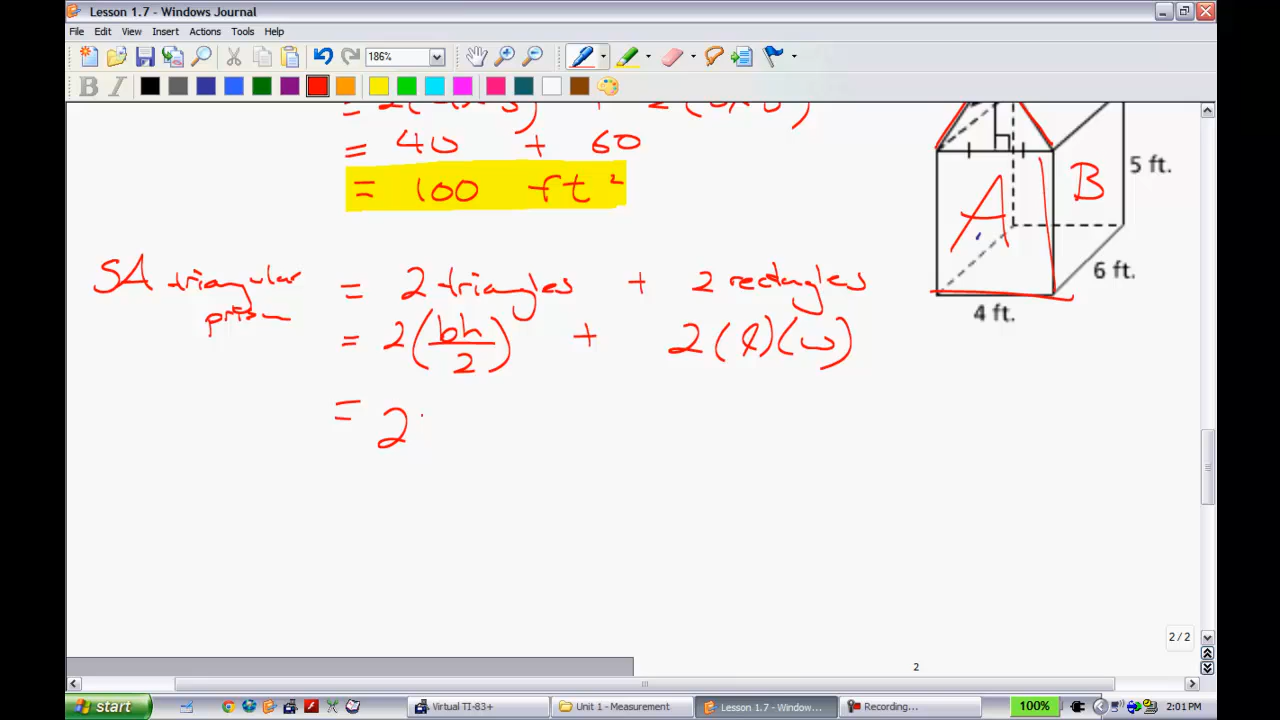 Lesson 1.7 - Windows Journal
File Edit View Insert Actions Tools Help
186%
B I
= 40 + 60
= 100 ft²
A B 5 ft.
6 ft.
4 ft.
SA triangular prism = 2 triangles + 2 rectangles
= 2(bh/2) + 2(l)(w)
= 2
2/2
2
start Virtual TI-83+ Unit 1 - Measurement Lesson 1.7 - Window... Recording... 100% 2:01 PM